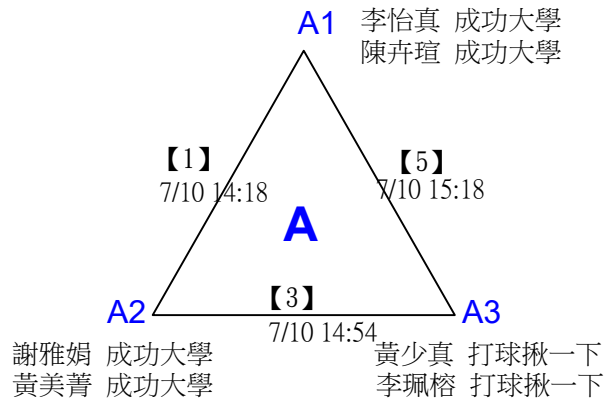 A1 李怡真 成功大學
陳卉瑄 成功大學
【1】
7/10 14:18
【5】
7/10 15:18
A
【3】
7/10 14:54
A2
A3
謝雅娟 成功大學
黃美菁 成功大學
黃少真 打球揪一下
李珮榕 打球揪一下